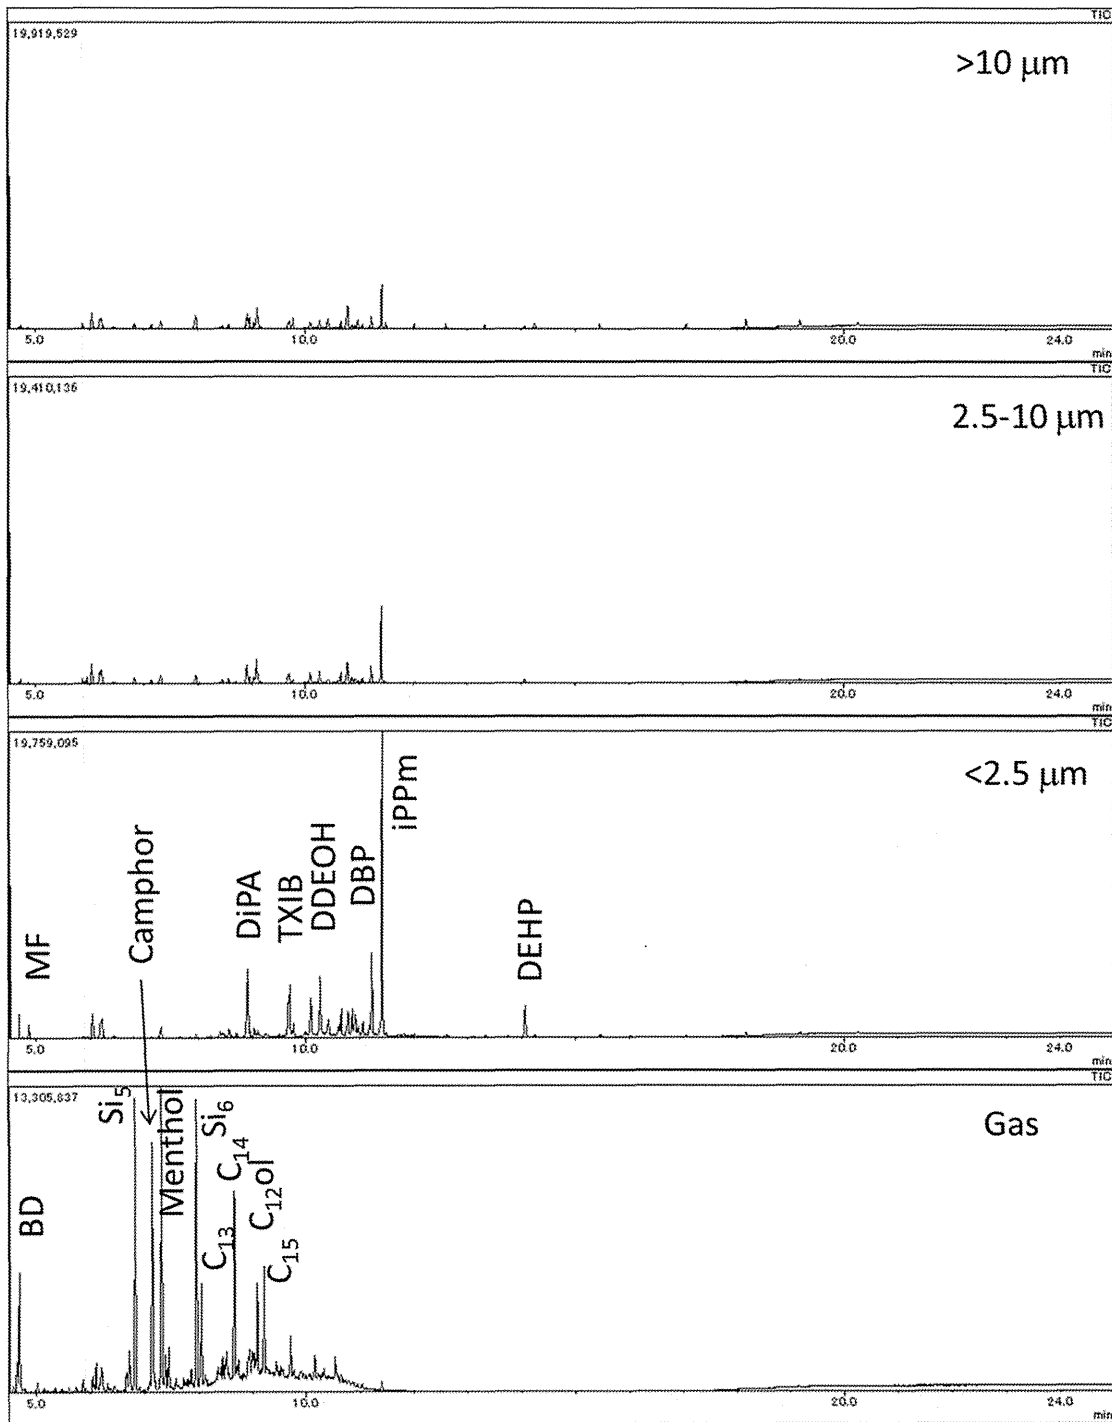 TIC
19,919,529
>10 μm
5.0 10.0 20.0 24.0
min
TIC
19,410,136
2.5-10 μm
5.0 10.0 20.0 24.0
min
TIC
19,759,095
<2.5 μm
MF
Camphor
DiPA
TXIB
DDEOH
DBP
iPPm
DEHP
5.0 10.0 20.0 24.0
min
TIC
13,305,837
Gas
BD
Si₅
Menthol
Si₆
C₁₃
C₁₄
C₁₂ol
C₁₅
5.0 10.0 20.0 24.0
min